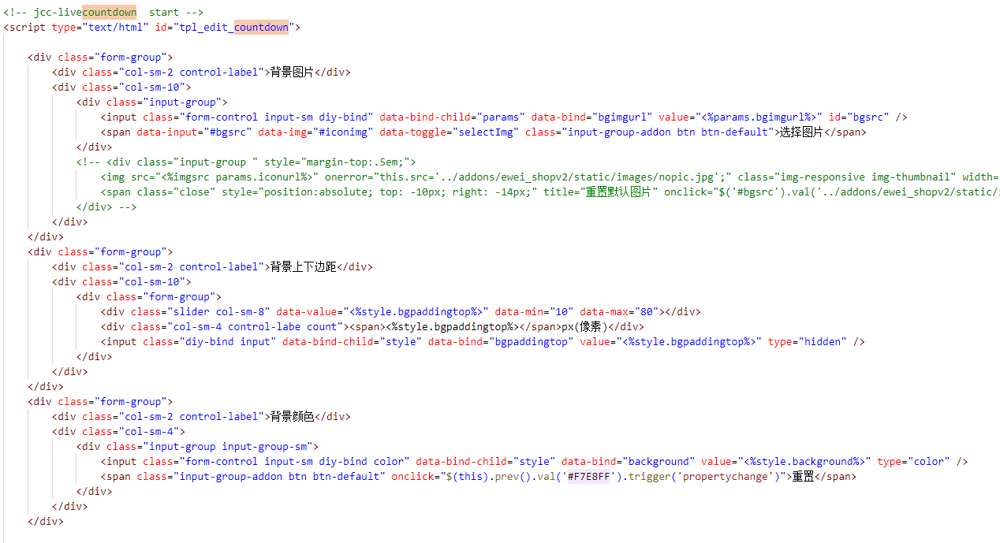 <!-- jcc-livecountdown  start -->
<script type="text/html" id="tpl_edit_countdown">
<div class="form-group">
<div class="col-sm-2 control-label">背景图片</div>
<div class="col-sm-10">
<div class="input-group">
<input class="form-control input-sm diy-bind" data-bind-child="params" data-bind="bgimgurl" value="<%params.bgimgurl%>" id="bgsrc" />
<span data-input="#bgsrc" data-img="#iconimg" data-toggle="selectImg" class="input-group-addon btn btn-default">选择图片</span>
</div>
<!-- <div class="input-group " style="margin-top:.5em;">
<img src="<%imgsrc params.iconurl%>" onerror="this.src='../addons/ewei_shopv2/static/images/nopic.jpg';" class="img-responsive img-thumbnail" width=
<span class="close" style="position:absolute; top: -10px; right: -14px;" title="重置默认图片" onclick="$('#bgsrc').val('../addons/ewei_shopv2/static/
</div> -->
</div>
</div>
<div class="form-group">
<div class="col-sm-2 control-label">背景上下边距</div>
<div class="col-sm-10">
<div class="form-group">
<div class="slider col-sm-8" data-value="<%style.bgpaddingtop%>" data-min="10" data-max="80"></div>
<div class="col-sm-4 control-labe count"><span><%style.bgpaddingtop%></span>px(像素)</div>
<input class="diy-bind input" data-bind-child="style" data-bind="bgpaddingtop" value="<%style.bgpaddingtop%>" type="hidden" />
</div>
</div>
</div>
<div class="form-group">
<div class="col-sm-2 control-label">背景颜色</div>
<div class="col-sm-4">
<div class="input-group input-group-sm">
<input class="form-control input-sm diy-bind color" data-bind-child="style" data-bind="background" value="<%style.background%>" type="color" />
<span class="input-group-addon btn btn-default" onclick="$(this).prev().val('#F7E8FF').trigger('propertychange')">重置</span>
</div>
</div>
</div>